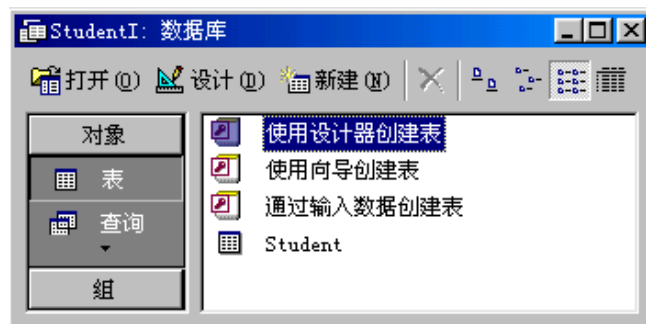 StudentI: 数据库
打开(O) 设计(D) 新建(N)
对象
使用设计器创建表
表
使用向导创建表
查询
通过输入数据创建表
Student
组